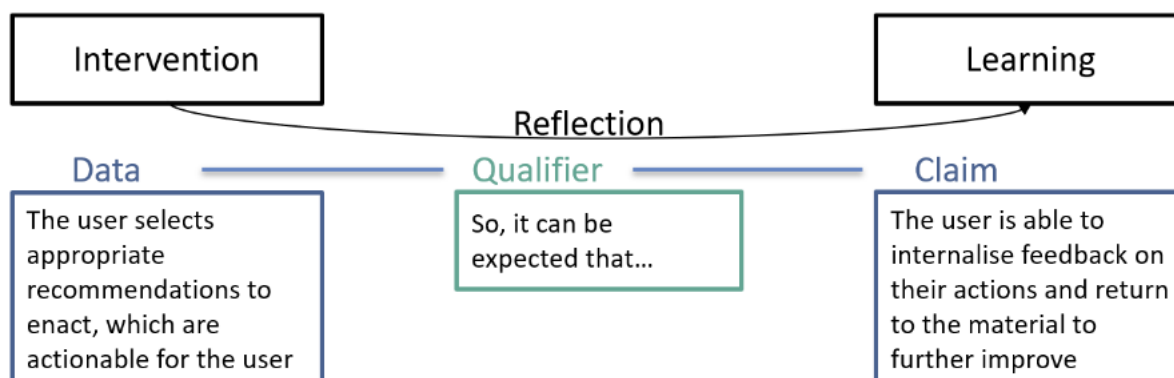 Intervention
Learning
Reflection
Data
Qualifier
Claim
The user selects
appropriate
recommendations to
enact, which are
actionable for the user
So, it can be
expected that…
The user is able to
internalise feedback on
their actions and return
to the material to
further improve